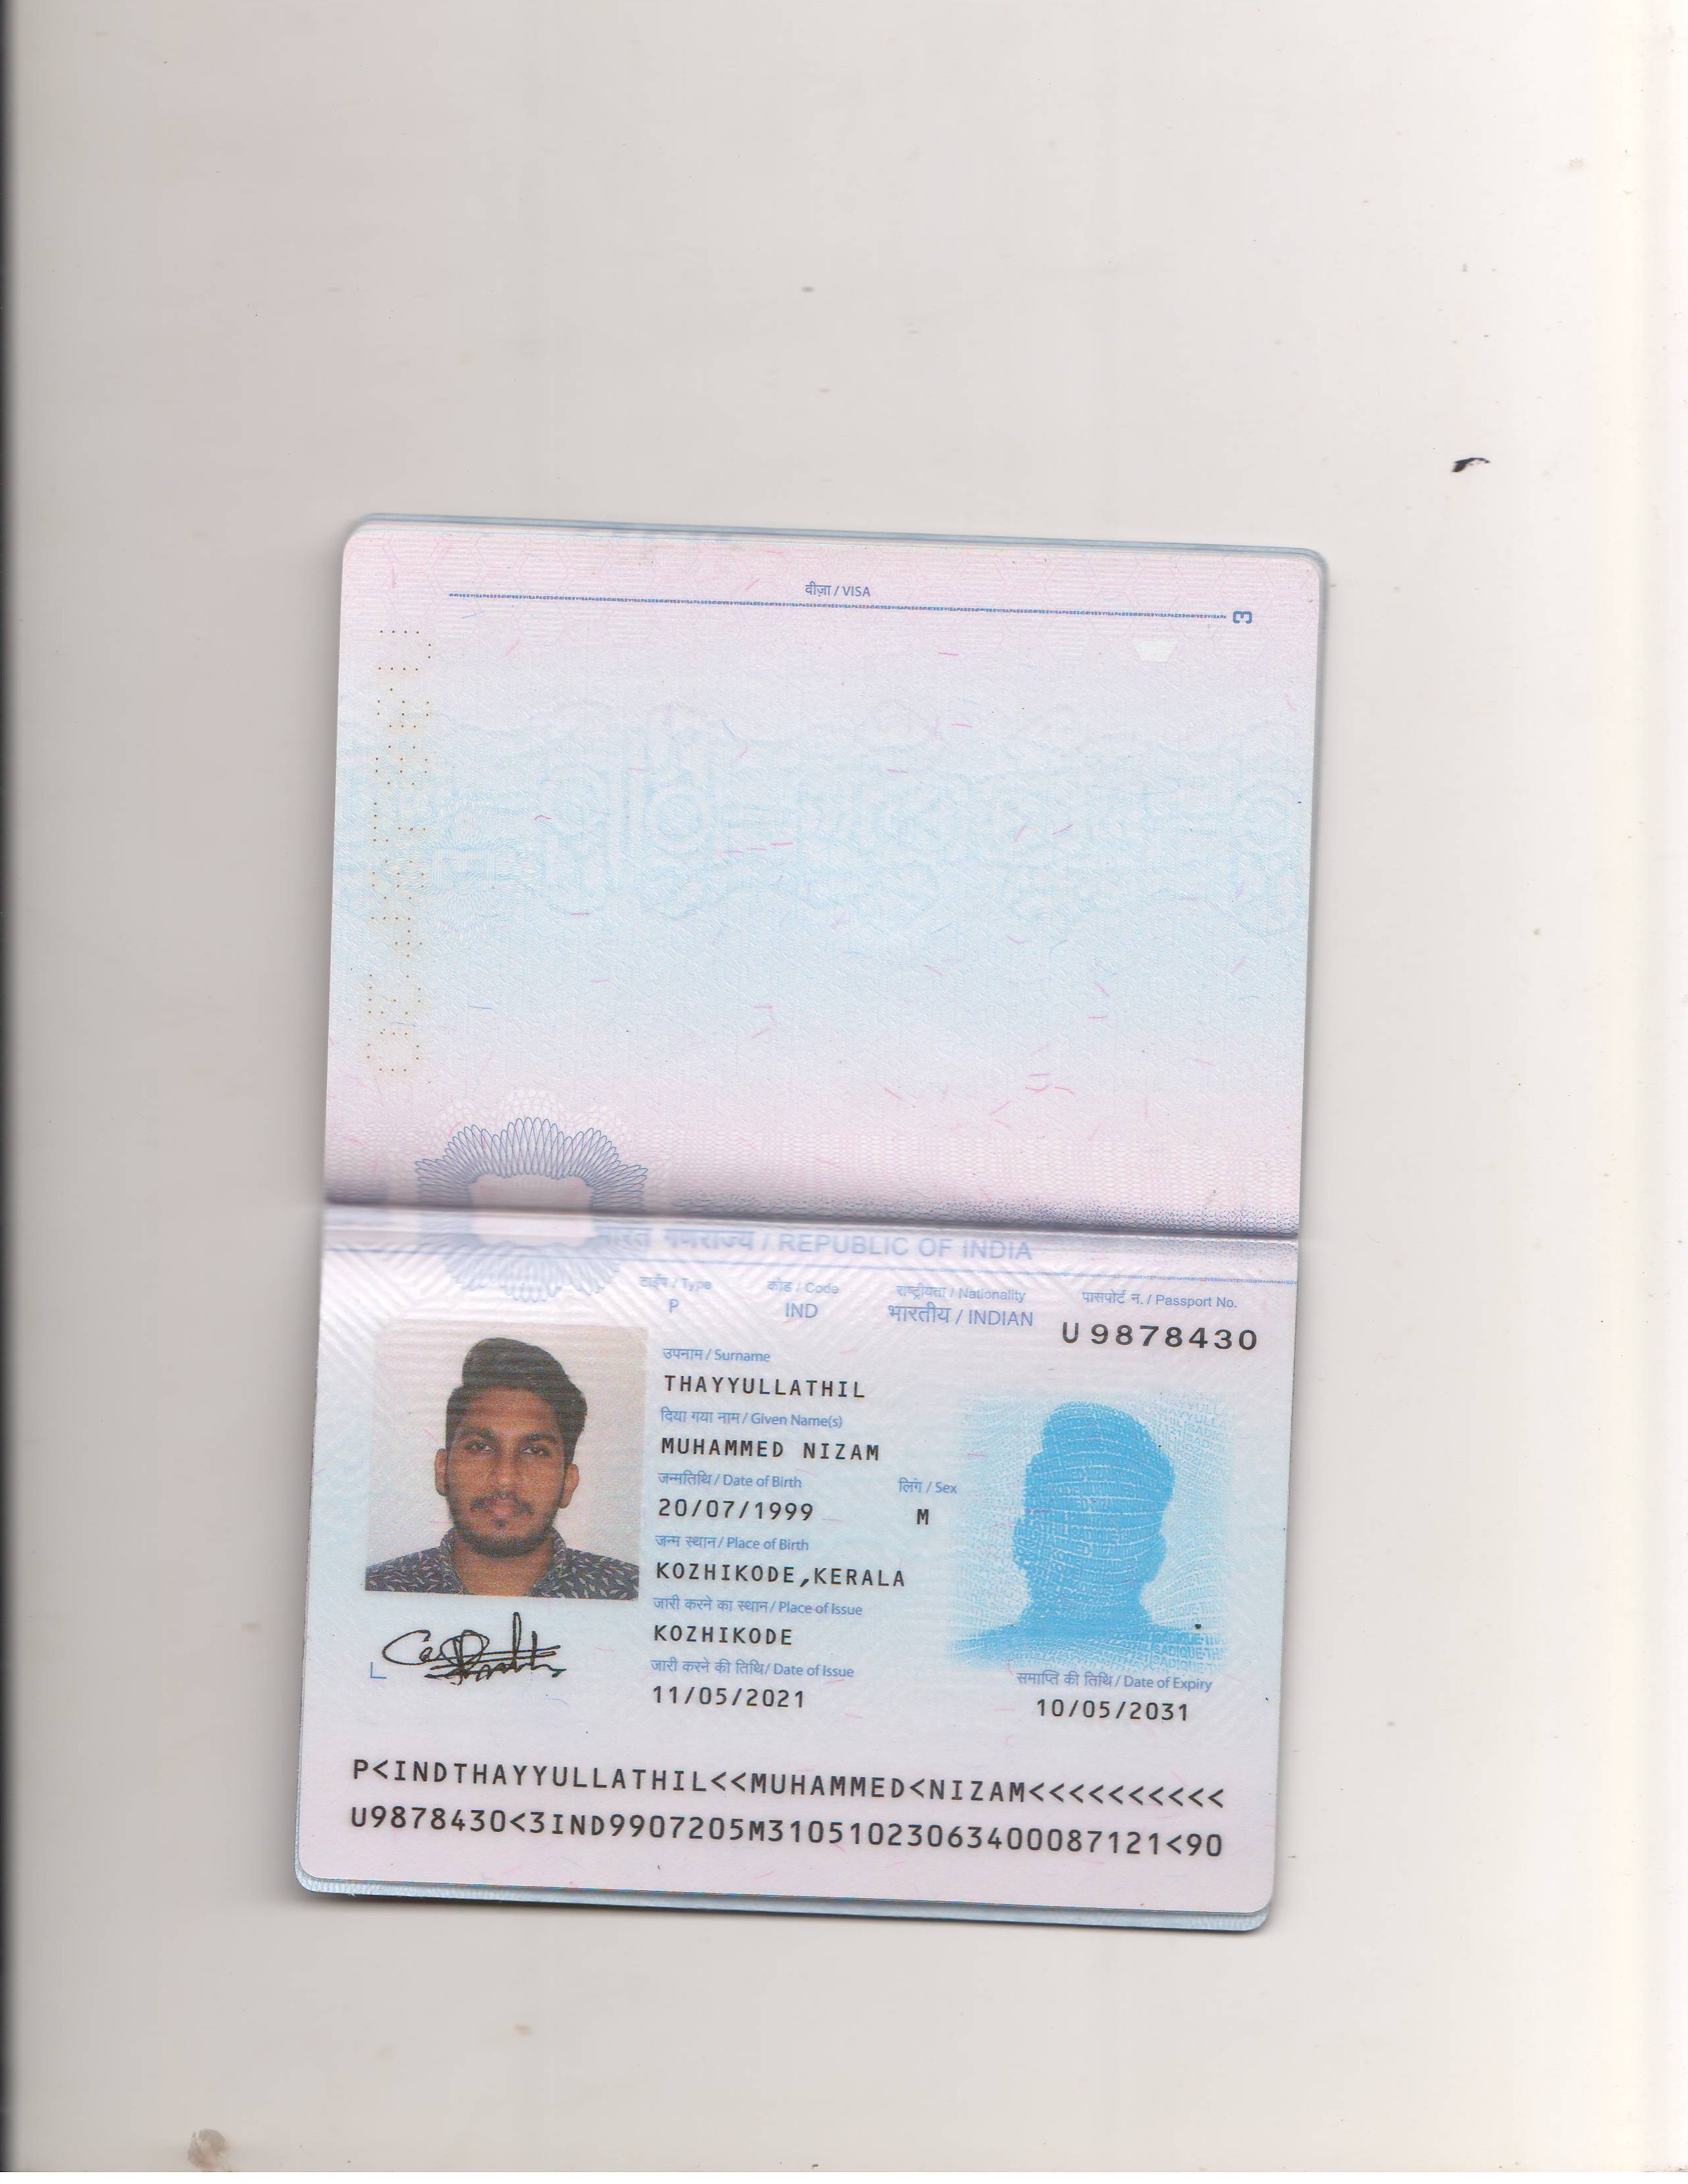 वीज़ा / VISA
3
भारत गणराज्य / REPUBLIC OF INDIA
टाईप / Type
कोड / Code
राष्ट्रीयता / Nationality
पासपोर्ट न. / Passport No.
P
IND
भारतीय / INDIAN
U 9878430
उपनाम / Surname
THAYYULLATHIL
दिया गया नाम / Given Name(s)
MUHAMMED NIZAM
जन्मतिथि / Date of Birth
लिंग / Sex
20/07/1999
M
जन्म स्थान / Place of Birth
KOZHIKODE,KERALA
जारी करने का स्थान / Place of Issue
KOZHIKODE
जारी करने की तिथि / Date of Issue
समाप्ति की तिथि / Date of Expiry
11/05/2021
10/05/2031
P<INDTHAYYULLATHIL<<MUHAMMED<NIZAM<<<<<<<<<<
U9878430<3IND9907205M31051023063400087121<90